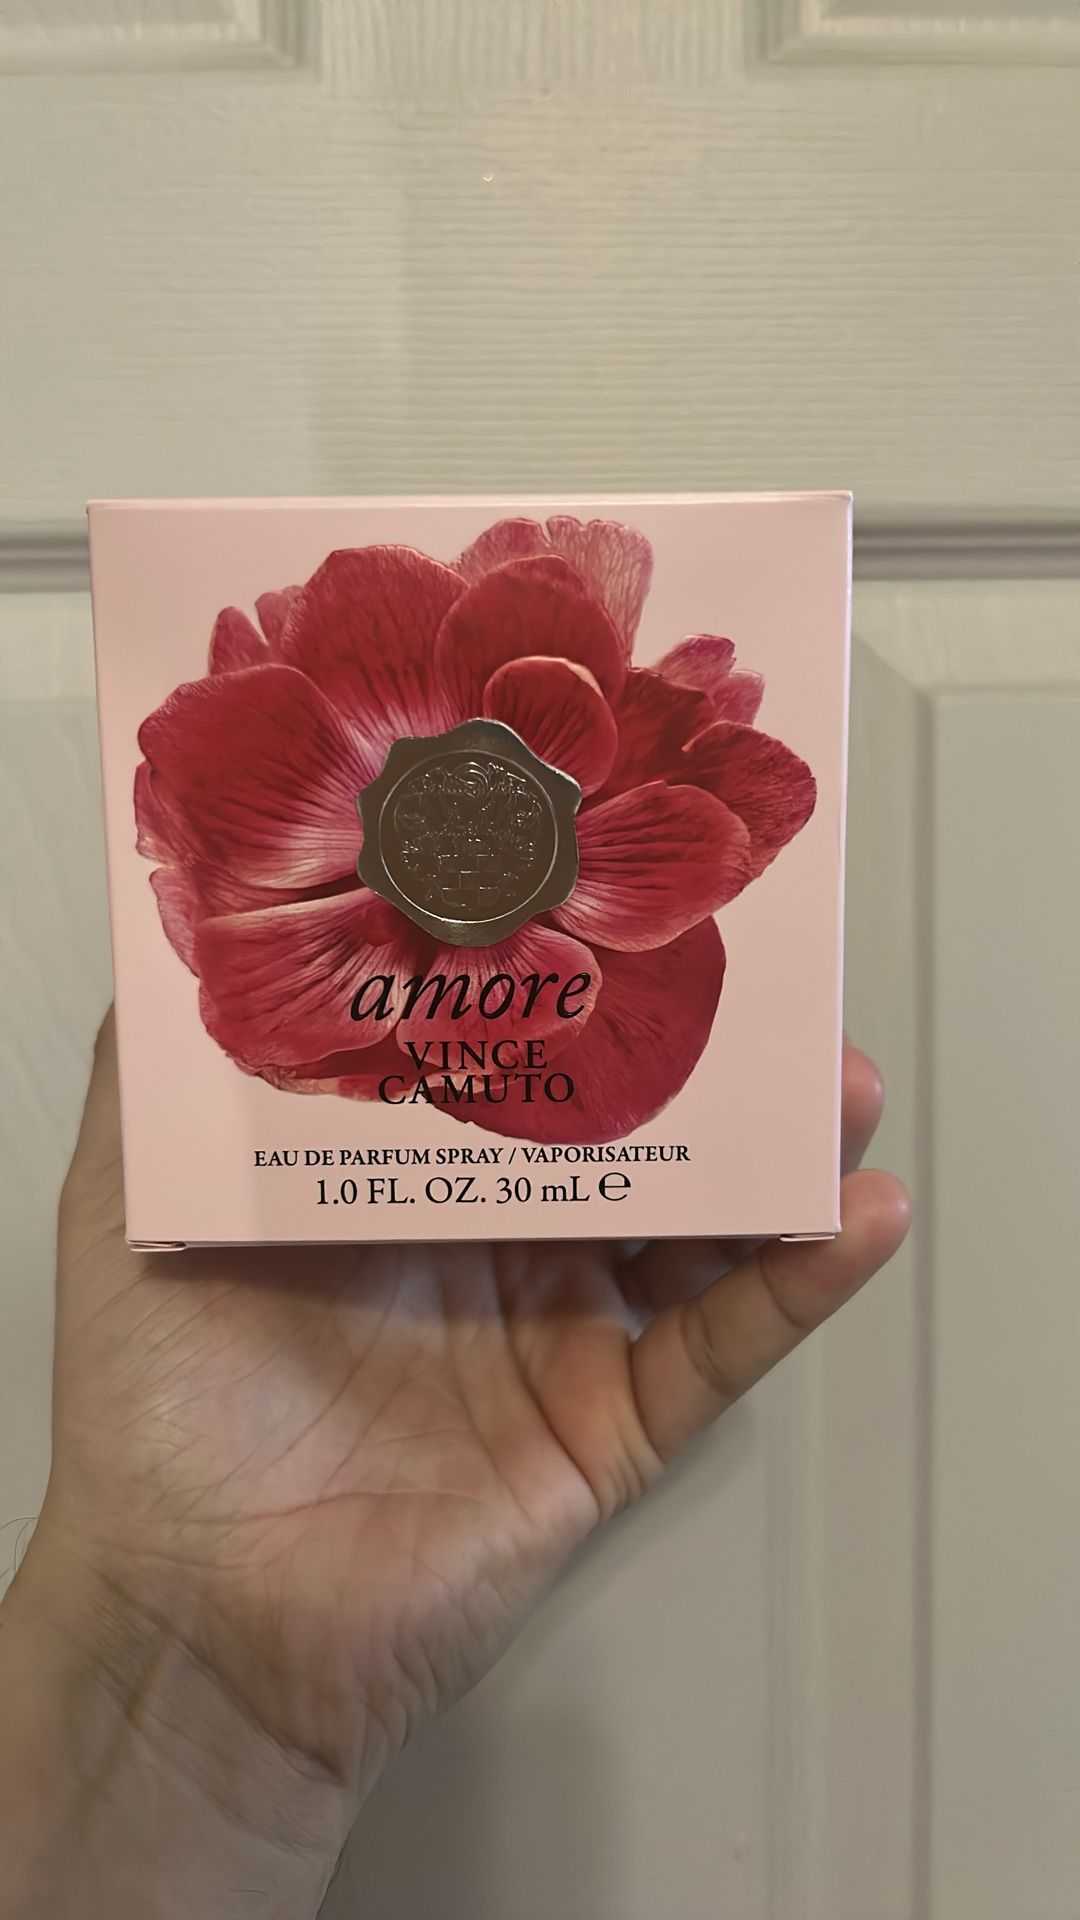 amore
VINCE
CAMUTO
EAU DE PARFUM SPRAY / VAPORISATEUR
1.0 FL. OZ. 30 mL ℮